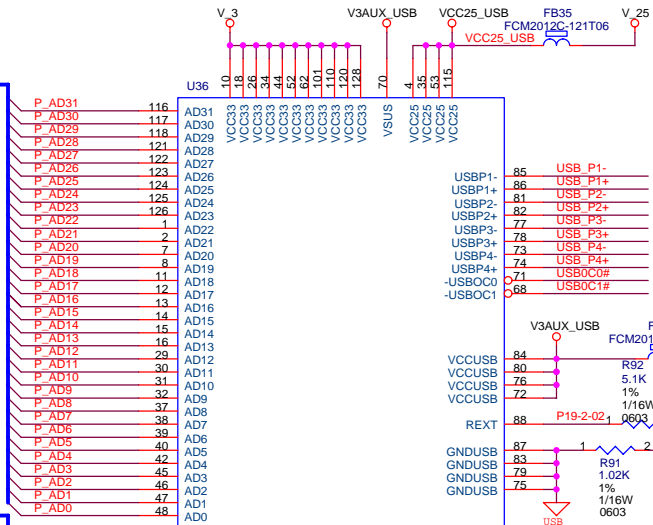 V_3
V3AUX_USB
VCC25_USB
FB35
FCM2012C-121T06
V_25
VCC25_USB
U36
10 18 26 34 44 52 62 101 110 120 128 70 4 35 53 115
VCC33 VCC33 VCC33 VCC33 VCC33 VCC33 VCC33 VCC33 VCC33 VCC33 VCC33 VSUS VCC25 VCC25 VCC25 VCC25
P_AD31 116 AD31
P_AD30 117 AD30
P_AD29 118 AD29
P_AD28 121 AD28
P_AD27 122 AD27
P_AD26 123 AD26
P_AD25 124 AD25
P_AD24 125 AD24
P_AD23 126 AD23
P_AD22 1 AD22
P_AD21 2 AD21
P_AD20 7 AD20
P_AD19 8 AD19
P_AD18 11 AD18
P_AD17 12 AD17
P_AD16 13 AD16
P_AD15 14 AD15
P_AD14 15 AD14
P_AD13 16 AD13
P_AD12 29 AD12
P_AD11 30 AD11
P_AD10 31 AD10
P_AD9 32 AD9
P_AD8 37 AD8
P_AD7 38 AD7
P_AD6 39 AD6
P_AD5 40 AD5
P_AD4 42 AD4
P_AD3 45 AD3
P_AD2 46 AD2
P_AD1 47 AD1
P_AD0 48 AD0
USBP1- 85 USB_P1-
USBP1+ 86 USB_P1+
USBP2- 81 USB_P2-
USBP2+ 82 USB_P2+
USBP3- 77 USB_P3-
USBP3+ 78 USB_P3+
USBP4- 73 USB_P4-
USBP4+ 74 USB_P4+
-USBOC0 71 USB0C0#
-USBOC1 68 USB0C1#
V3AUX_USB
F
FCM201
VCCUSB 84
VCCUSB 80
VCCUSB 76
VCCUSB 72
R92
5.1K
1%
1/16W
0603
REXT 88 P19-2-02 1
GNDUSB 87
GNDUSB 83
GNDUSB 79
GNDUSB 75
1 2
R91
1.02K
1%
1/16W
0603
USB